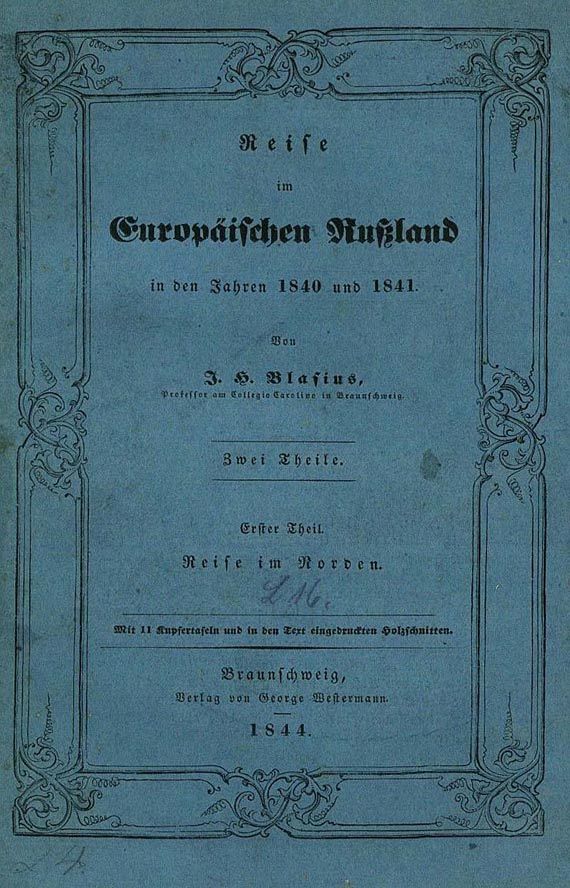 Reise
im
Europäischen Rußland
in den Jahren 1840 und 1841.
Von
J. H. Blasius,
Professor am Collegio Carolino in Braunschweig.
Zwei Theile.
Erster Theil.
Reise im Norden.
Mit 11 Kupfertafeln und in den Text eingedruckten Holzschnitten.
Braunschweig,
Verlag von George Westermann.
1844.